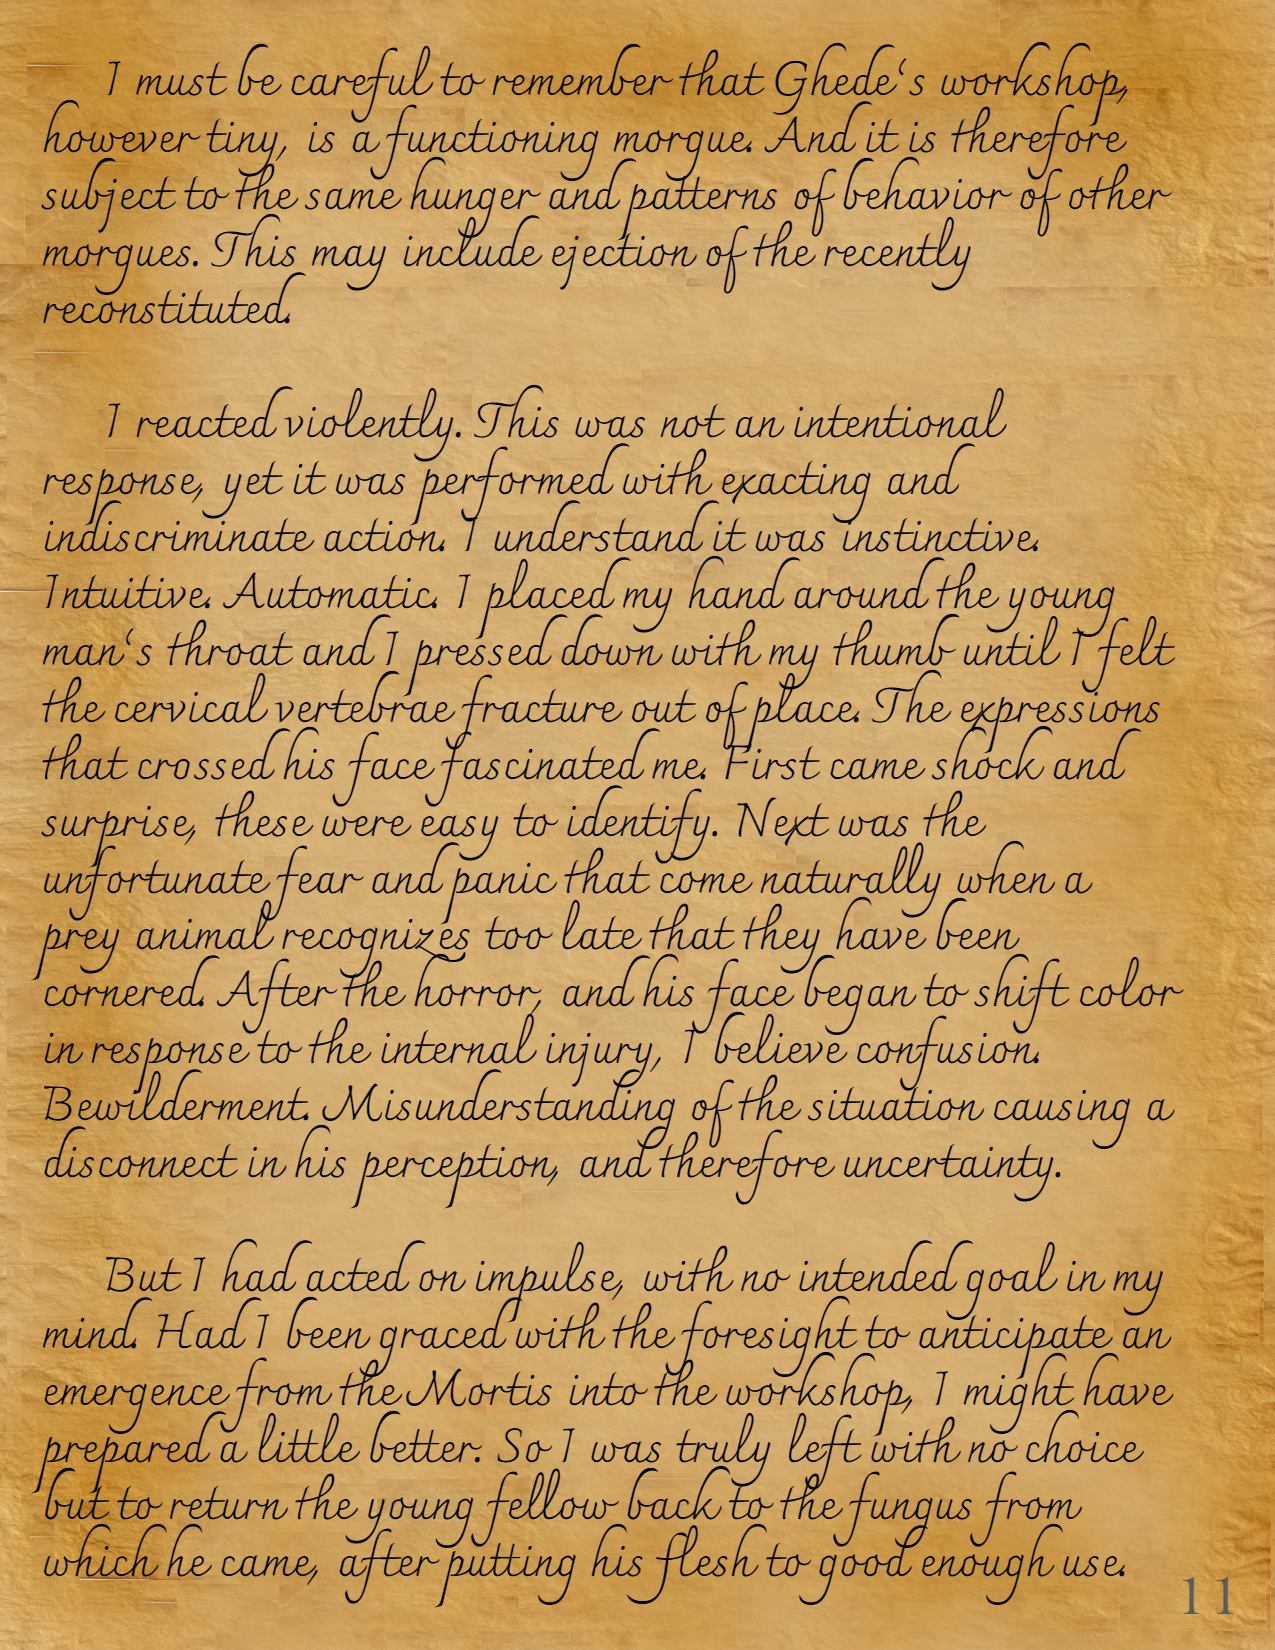 I must be careful to remember that Ghede‘s workshop,
however tiny, is a functioning morgue. And it is therefore
subject to the same hunger and patterns of behavior of other
morgues. This may include ejection of the recently
reconstituted.
I reacted violently. This was not an intentional
response, yet it was performed with exacting and
indiscriminate action. I understand it was instinctive.
Intuitive. Automatic. I placed my hand around the young
man‘s throat and I pressed down with my thumb until I felt
the cervical vertebrae fracture out of place. The expressions
that crossed his face fascinated me. First came shock and
surprise, these were easy to identify. Next was the
unfortunate fear and panic that come naturally when a
prey animal recognizes too late that they have been
cornered. After the horror, and his face began to shift color
in response to the internal injury, I believe confusion.
Bewilderment. Misunderstanding of the situation causing a
disconnect in his perception, and therefore uncertainty.
But I had acted on impulse, with no intended goal in my
mind. Had I been graced with the foresight to anticipate an
emergence from the Mortis into the workshop, I might have
prepared a little better. So I was truly left with no choice
but to return the young fellow back to the fungus from
which he came, after putting his flesh to good enough use.
11